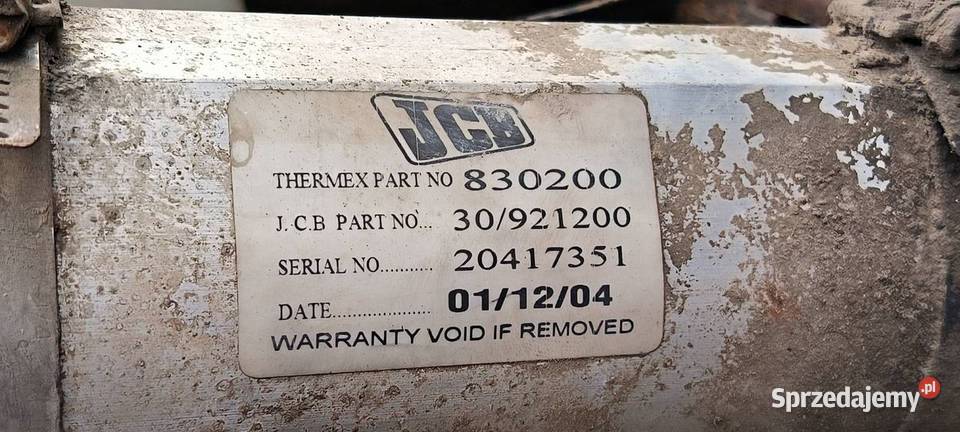 JCB
THERMEX PART NO 830200
J.C.B PART NO... 30/921200
SERIAL NO........... 20417351
DATE..................... 01/12/04
WARRANTY VOID IF REMOVED
Sprzedajemy.pl